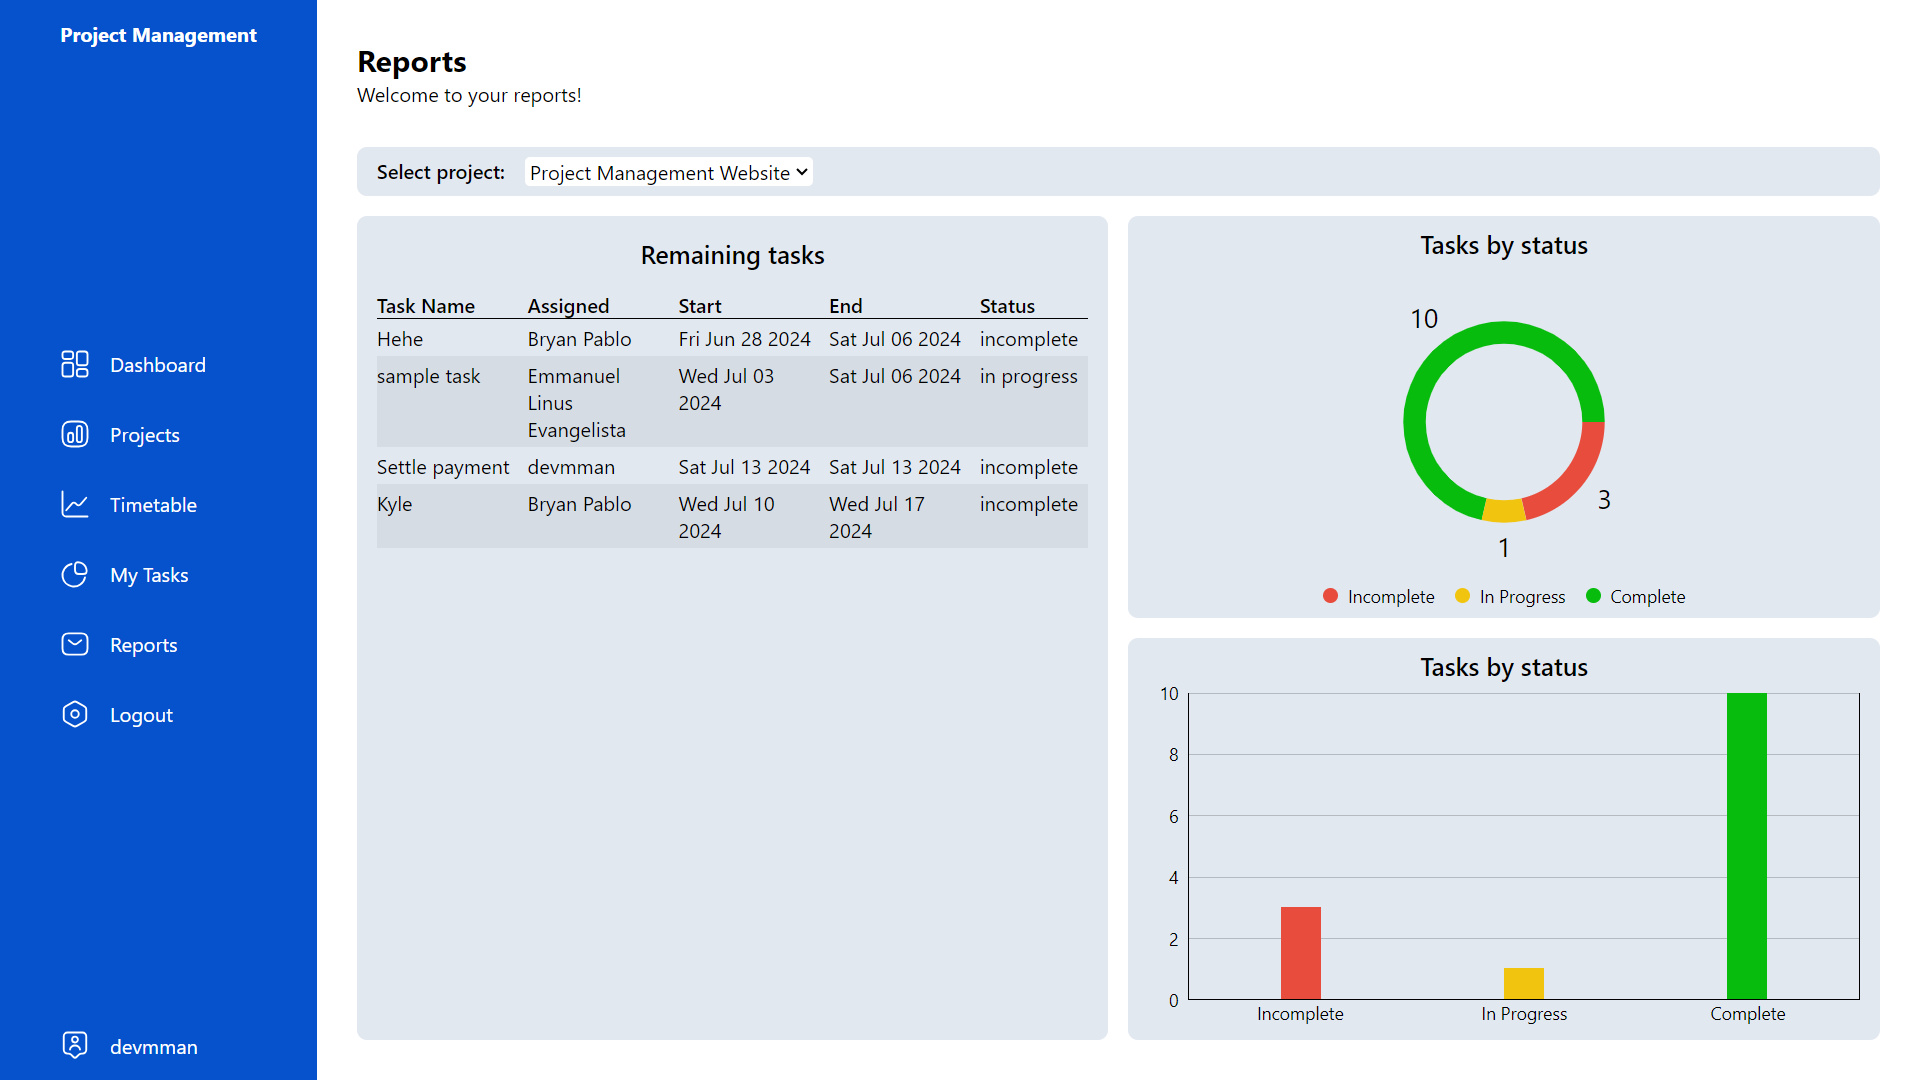 Project Management
Dashboard
Projects
Timetable
My Tasks
Reports
Logout
devmman
Reports
Welcome to your reports!
Select project: Project Management Website
Remaining tasks
Task Name Assigned Start End Status
Hehe Bryan Pablo Fri Jun 28 2024 Sat Jul 06 2024 incomplete
sample task Emmanuel Wed Jul 03 Sat Jul 06 2024 in progress
Linus 2024
Evangelista
Settle payment devmman Sat Jul 13 2024 Sat Jul 13 2024 incomplete
Kyle Bryan Pablo Wed Jul 10 Wed Jul 17 incomplete
2024 2024
Tasks by status
10
3
1
Incomplete In Progress Complete
Tasks by status
10
8
6
4
2
0
Incomplete In Progress Complete